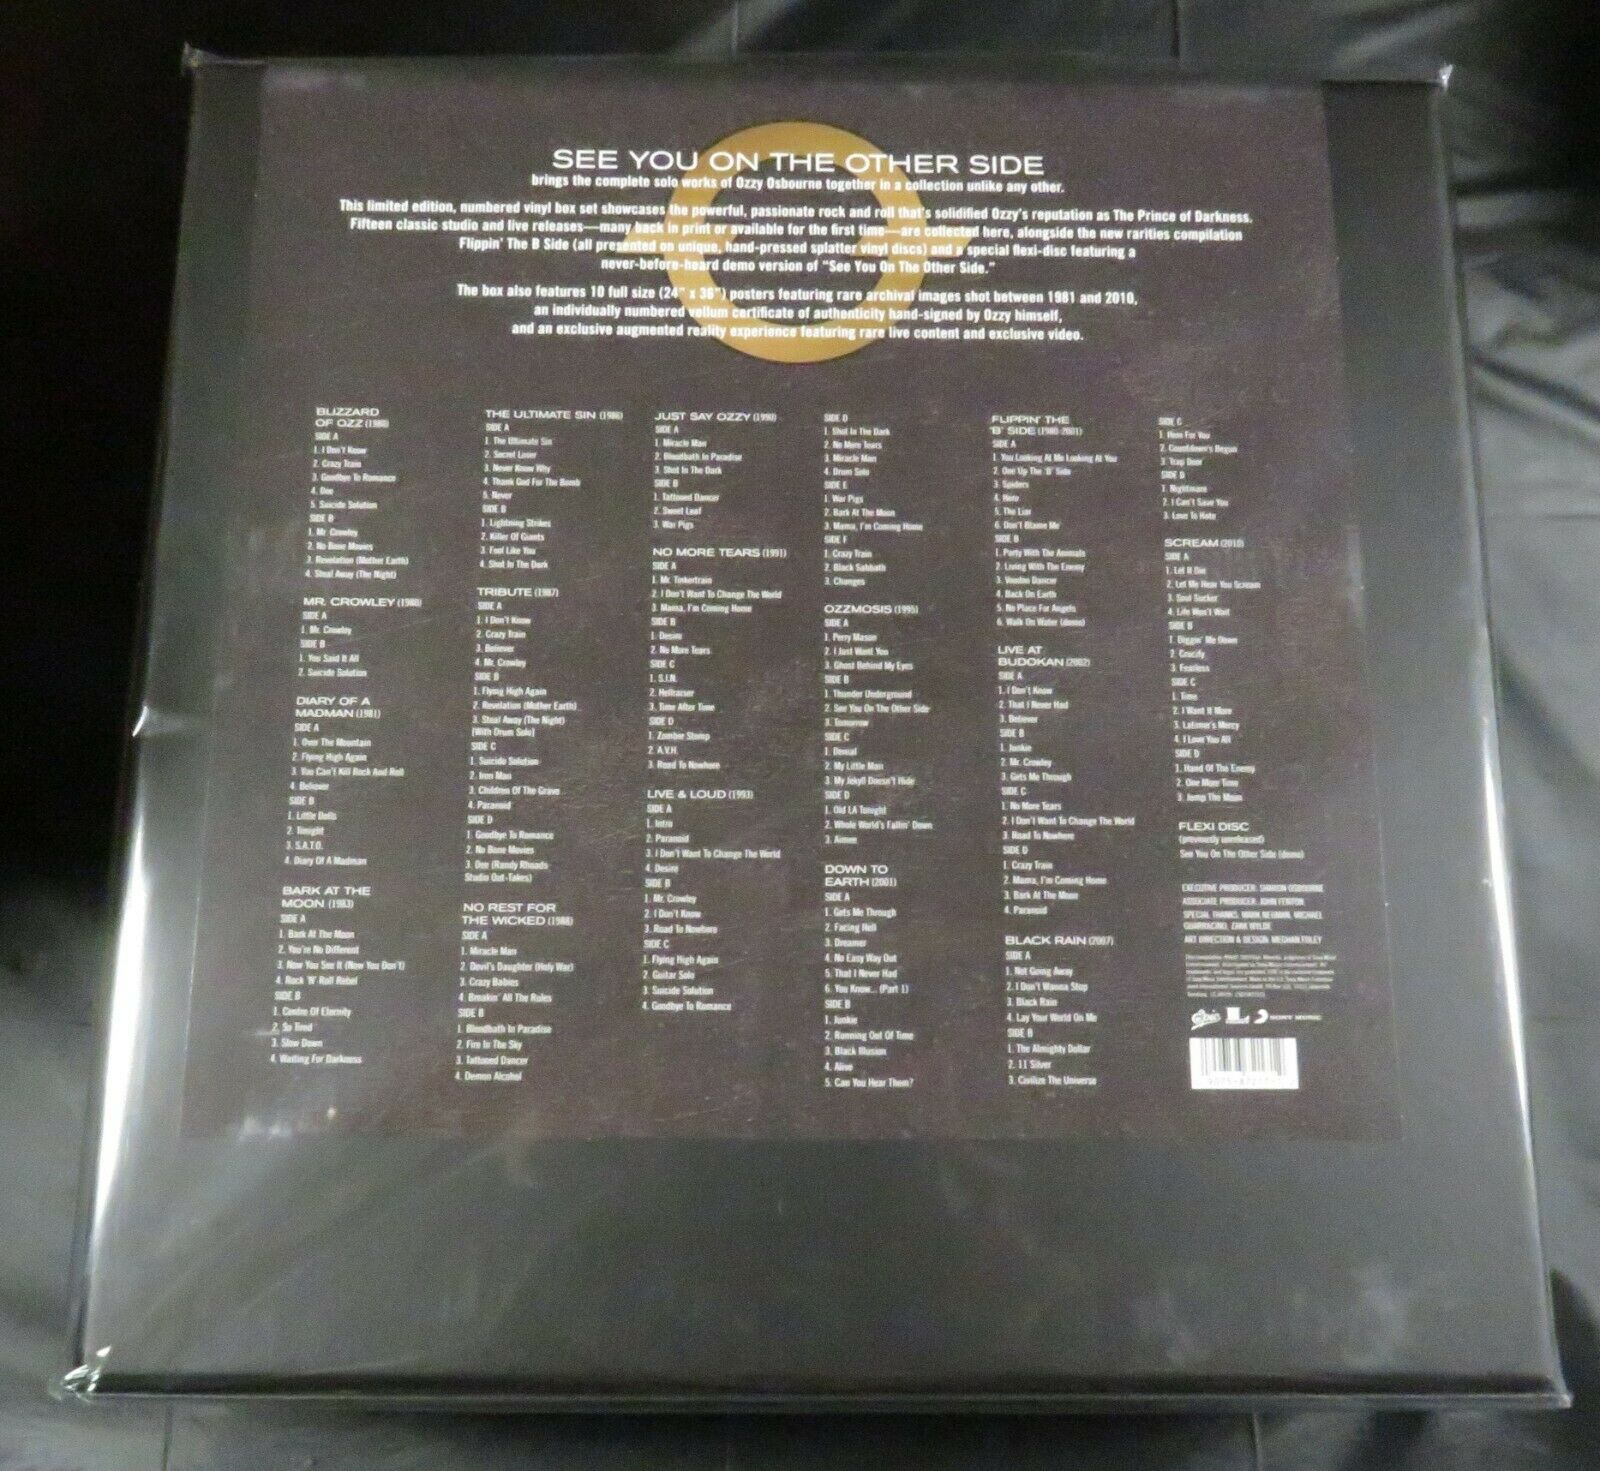 SEE YOU ON THE OTHER SIDE
brings the complete solo works of Ozzy Osbourne together in a collection unlike any other.
This limited edition, numbered vinyl box set showcases the powerful, passionate rock and roll that's solidified Ozzy's reputation as The Prince of Darkness.
Fifteen classic studio and live releases—many back in print or available for the first time—are collected here, alongside the new rarities compilation
Flippin' The B Side (all presented on unique, hand-pressed splatter vinyl discs) and a special flexi-disc featuring a
never-before-heard demo version of "See You On The Other Side."
The box also features 10 full size (24" x 36") posters featuring rare archival images shot between 1981 and 2010,
an individually numbered vellum certificate of authenticity hand-signed by Ozzy himself,
and an exclusive augmented reality experience featuring rare live content and exclusive video.
BLIZZARD
OF OZZ (1980)
SIDE A
1. I Don't Know
2. Crazy Train
3. Goodbye To Romance
4. Dee
5. Suicide Solution
SIDE B
1. Mr. Crowley
2. No Bone Movies
3. Revelation (Mother Earth)
4. Steal Away (The Night)
MR. CROWLEY (1980)
SIDE A
1. Mr. Crowley
SIDE B
1. You Said It All
2. Suicide Solution
DIARY OF A
MADMAN (1981)
SIDE A
1. Over The Mountain
2. Flying High Again
3. You Can't Kill Rock And Roll
4. Believer
SIDE B
1. Little Dolls
2. Tonight
3. S.A.T.O.
4. Diary Of A Madman
BARK AT THE
MOON (1983)
SIDE A
1. Bark At The Moon
2. You're No Different
3. Now You See It (Now You Don't)
4. Rock 'N' Roll Rebel
SIDE B
1. Centre Of Eternity
2. So Tired
3. Slow Down
4. Waiting For Darkness
THE ULTIMATE SIN (1986)
SIDE A
1. The Ultimate Sin
2. Secret Loser
3. Never Know Why
4. Thank God For The Bomb
5. Never
SIDE B
1. Lightning Strikes
2. Killer Of Giants
3. Fool Like You
4. Shot In The Dark
TRIBUTE (1987)
SIDE A
1. I Don't Know
2. Crazy Train
3. Believer
4. Mr. Crowley
SIDE B
1. Flying High Again
2. Revelation (Mother Earth)
3. Steal Away (The Night)
(With Drum Solo)
SIDE C
1. Suicide Solution
2. Iron Man
3. Children Of The Grave
4. Paranoid
SIDE D
1. Goodbye To Romance
2. No Bone Movies
3. Dee (Randy Rhoads
Studio Out-Takes)
NO REST FOR
THE WICKED (1988)
SIDE A
1. Miracle Man
2. Devil's Daughter (Holy War)
3. Crazy Babies
4. Breakin' All The Rules
SIDE B
1. Bloodbath In Paradise
2. Fire In The Sky
3. Tattooed Dancer
4. Demon Alcohol
JUST SAY OZZY (1990)
SIDE A
1. Miracle Man
2. Bloodbath In Paradise
3. Shot In The Dark
SIDE B
1. Tattooed Dancer
2. Sweet Leaf
3. War Pigs
NO MORE TEARS (1991)
SIDE A
1. Mr. Tinkertrain
2. I Don't Want To Change The World
3. Mama, I'm Coming Home
SIDE B
1. Desire
2. No More Tears
SIDE C
1. S.I.N.
2. Hellraiser
3. Time After Time
SIDE D
1. Zombie Stomp
2. A.V.H.
3. Road To Nowhere
LIVE & LOUD (1993)
SIDE A
1. Intro
2. Paranoid
3. I Don't Want To Change The World
4. Desire
SIDE B
1. Mr. Crowley
2. I Don't Know
3. Road To Nowhere
SIDE C
1. Flying High Again
2. Guitar Solo
3. Suicide Solution
4. Goodbye To Romance
SIDE D
1. Shot In The Dark
2. No More Tears
3. Miracle Man
4. Drum Solo
SIDE E
1. War Pigs
2. Bark At The Moon
3. Mama, I'm Coming Home
SIDE F
1. Crazy Train
2. Black Sabbath
3. Changes
OZZMOSIS (1995)
SIDE A
1. Perry Mason
2. I Just Want You
3. Ghost Behind My Eyes
SIDE B
1. Thunder Underground
2. See You On The Other Side
3. Tomorrow
SIDE C
1. Denial
2. My Little Man
3. My Jekyll Doesn't Hide
SIDE D
1. Old LA Tonight
2. Whole World's Fallin' Down
3. Aimee
DOWN TO
EARTH (2001)
SIDE A
1. Gets Me Through
2. Facing Hell
3. Dreamer
4. No Easy Way Out
5. That I Never Had
6. You Know... (Part 1)
SIDE B
1. Junkie
2. Running Out Of Time
3. Black Illusion
4. Alive
5. Can You Hear Them?
FLIPPIN' THE
'B' SIDE (1980-2001)
SIDE A
1. You Looking At Me Looking At You
2. One Up The 'B' Side
3. Spiders
4. Hero
5. The Liar
6. Don't Blame Me
SIDE B
1. Party With The Animals
2. Living With The Enemy
3. Voodoo Dancer
4. Back On Earth
5. No Place For Angels
6. Walk On Water (demo)
LIVE AT
BUDOKAN (2002)
SIDE A
1. I Don't Know
2. That I Never Had
3. Believer
SIDE B
1. Junkie
2. Mr. Crowley
3. Gets Me Through
SIDE C
1. No More Tears
2. I Don't Want To Change The World
3. Road To Nowhere
SIDE D
1. Crazy Train
2. Mama, I'm Coming Home
3. Bark At The Moon
4. Paranoid
BLACK RAIN (2007)
SIDE A
1. Not Going Away
2. I Don't Wanna Stop
3. Black Rain
4. Lay Your World On Me
SIDE B
1. The Almighty Dollar
2. 11 Silver
3. Civilize The Universe
SIDE C
1. Here For You
2. Countdown's Begun
3. Trap Door
SIDE D
1. Nightmare
2. I Can't Save You
3. Love To Hate
SCREAM (2010)
SIDE A
1. Let It Die
2. Let Me Hear You Scream
3. Soul Sucker
4. Life Won't Wait
SIDE B
1. Diggin' Me Down
2. Crucify
3. Fearless
SIDE C
1. Time
2. I Want It More
3. Latimer's Mercy
4. I Love You All
SIDE D
1. Hand Of The Enemy
2. One More Time
3. Jump The Moon
FLEXI DISC
(previously unreleased)
See You On The Other Side (demo)
EXECUTIVE PRODUCER: SHARON OSBOURNE
ASSOCIATE PRODUCER: JOHN FENTON
SPECIAL THANKS: MARK NEUMAN, MICHAEL
GUARRACINO, ZAKK WYLDE
ART DIRECTION & DESIGN: MEGHAN FOLEY
Epic L SONY MUSIC